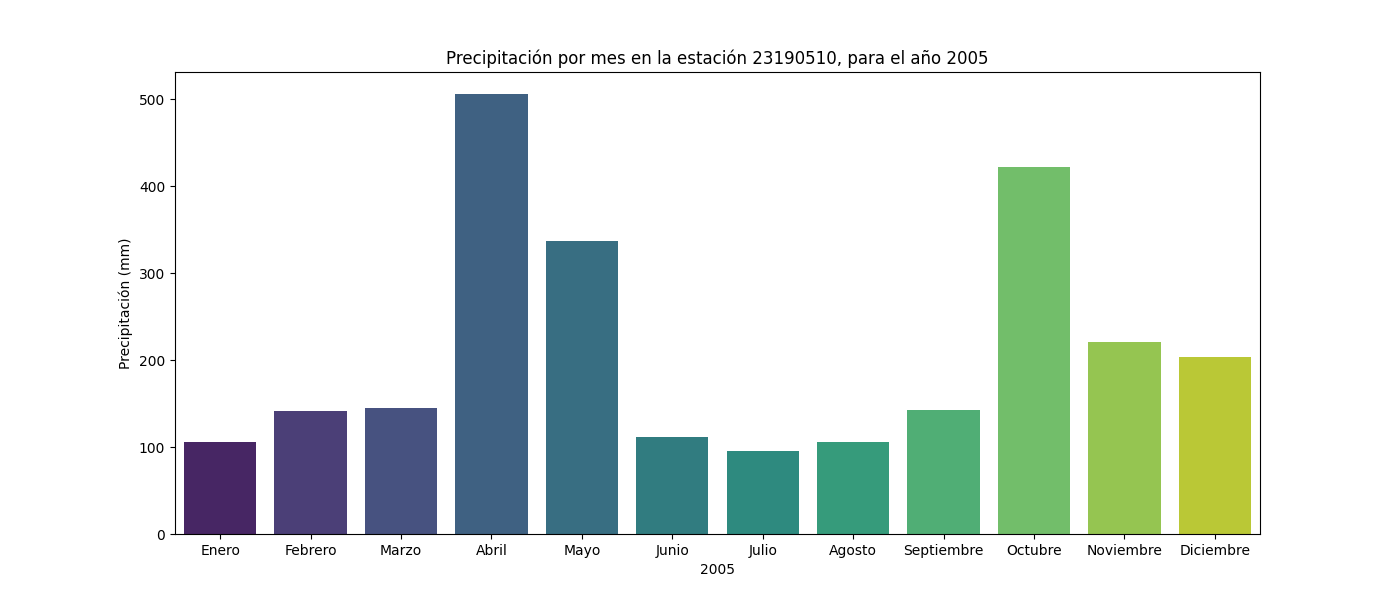 Precipitación por mes en la estación 23190510, para el año 2005
Precipitación (mm)
500
400
300
200
100
0
Enero Febrero Marzo Abril Mayo Junio Julio Agosto Septiembre Octubre Noviembre Diciembre
2005